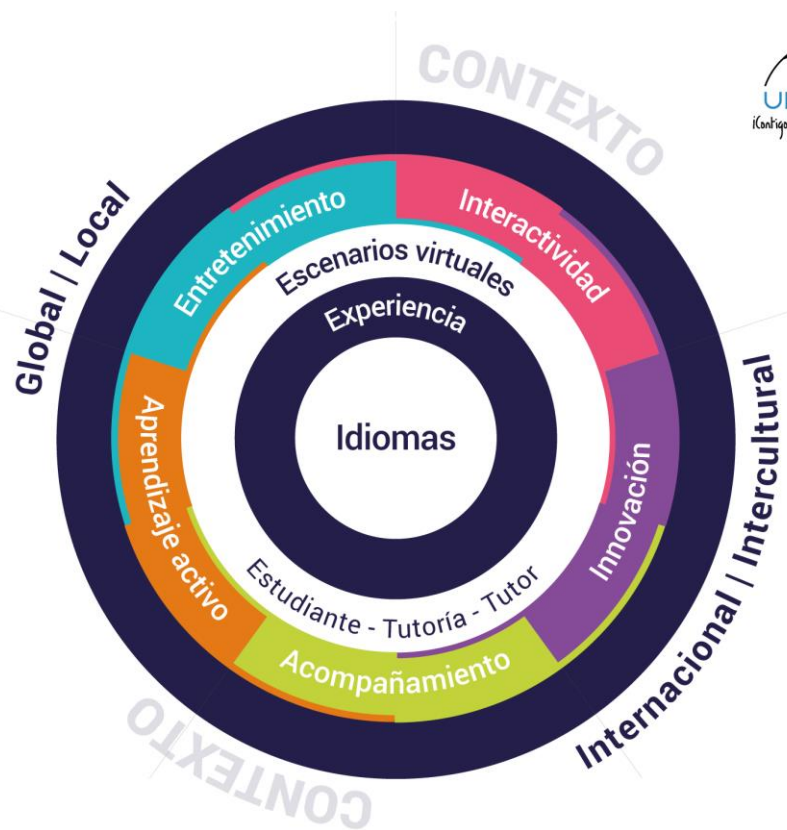 CONTEXTO
¡Contigo
Global | Local
Entretenimiento
Interactividad
Escenarios virtuales
Experiencia
Idiomas
Aprendizaje activo
Innovación
Estudiante - Tutoría - Tutor
Acompañamiento
Internacional | Intercultural
CONTEXTO